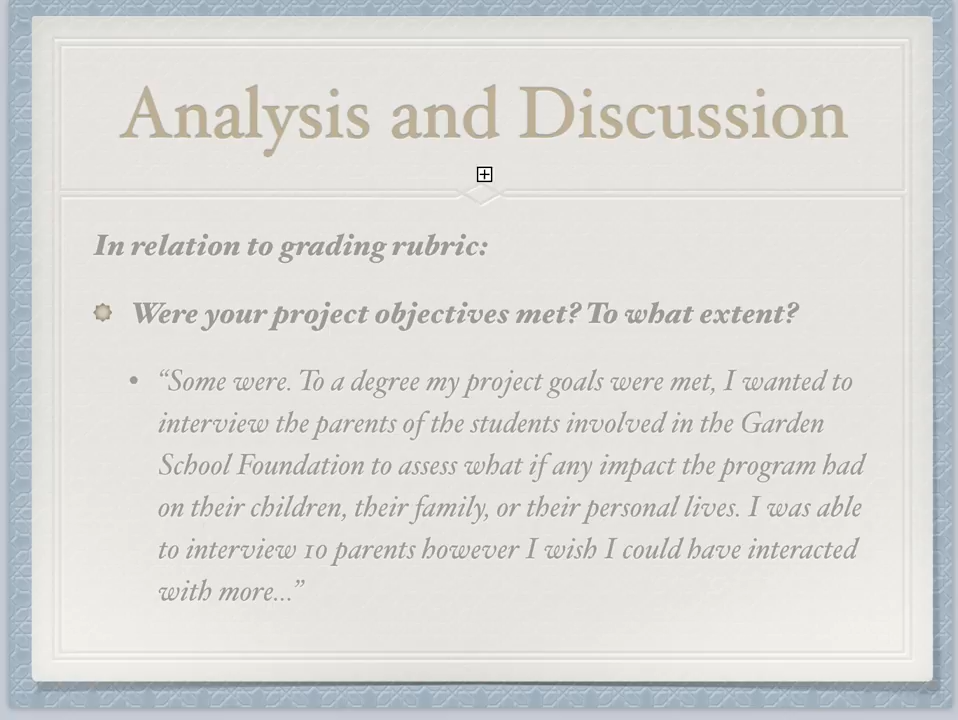 Analysis and Discussion
In relation to grading rubric:
Were your project objectives met? To what extent?
• “Some were. To a degree my project goals were met, I wanted to
interview the parents of the students involved in the Garden
School Foundation to assess what if any impact the program had
on their children, their family, or their personal lives. I was able
to interview 10 parents however I wish I could have interacted
with more...”